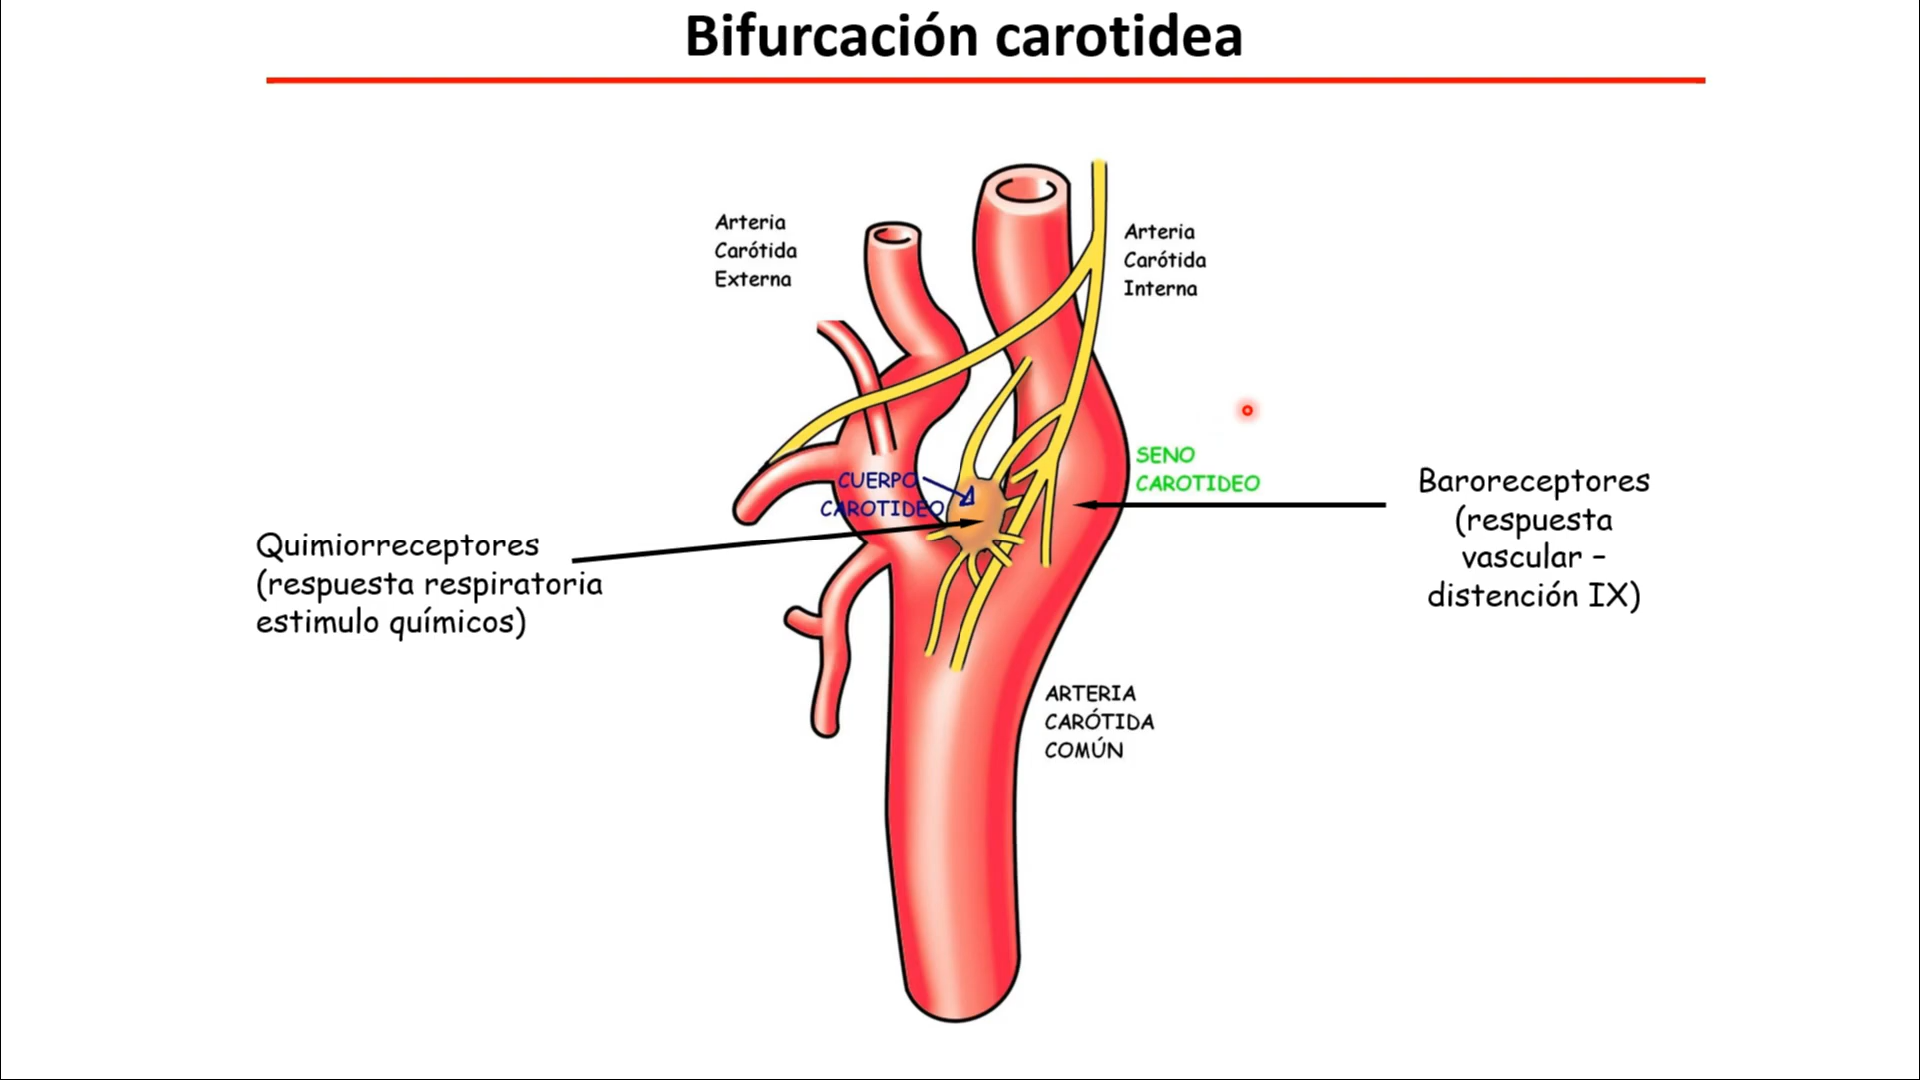 Bifurcación carotidea
Arteria
Carótida
Externa
Arteria
Carótida
Interna
CUERPO
CAROTIDEO
SENO
CAROTIDEO
Quimiorreceptores
(respuesta respiratoria
estimulo químicos)
Baroreceptores
(respuesta
vascular –
distención IX)
ARTERIA
CARÓTIDA
COMÚN